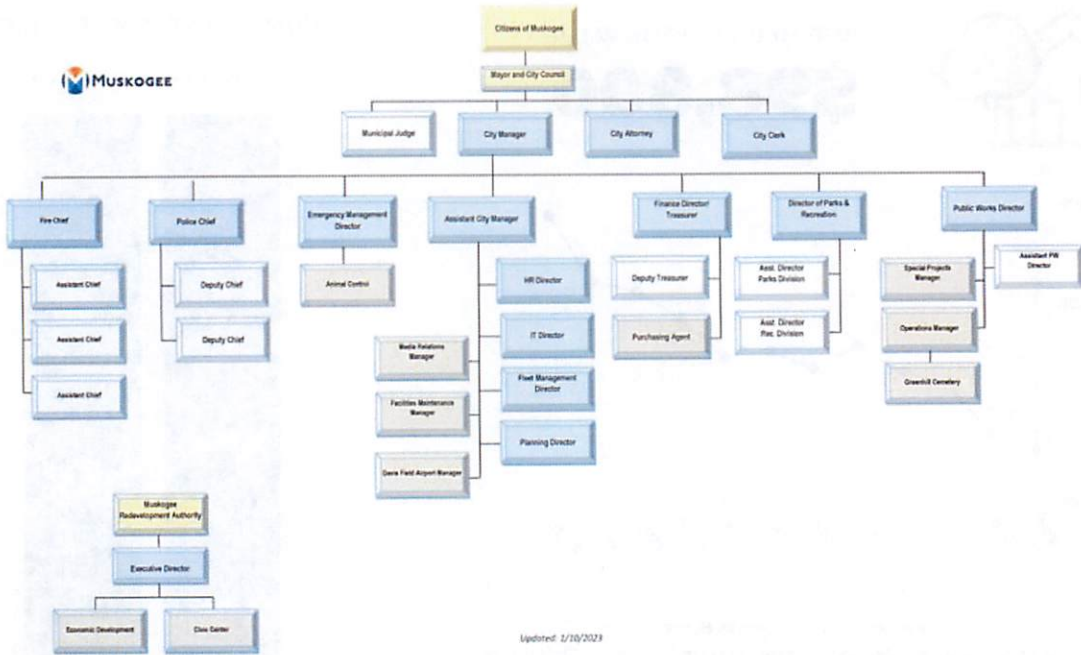 Citizens of Muskogee
MUSKOGEE
Mayor and City Council
Municipal Judge
City Manager
City Attorney
City Clerk
Fire Chief
Police Chief
Emergency Management
Director
Assistant City Manager
Finance Director/
Treasurer
Director of Parks &
Recreation
Public Works Director
Assistant Chief
Assistant Chief
Assistant Chief
Deputy Chief
Deputy Chief
Animal Control
HR Director
IT Director
Fleet Management
Director
Planning Director
Media Relations
Manager
Facilities Maintenance
Manager
Davis Field Airport Manager
Deputy Treasurer
Purchasing Agent
Asst. Director
Parks Division
Asst. Director
Rec. Division
Special Projects
Manager
Operations Manager
Greenhill Cemetery
Assistant PW
Director
Muskogee
Redevelopment Authority
Executive Director
Economic Development
Civic Center
Updated: 1/10/2023